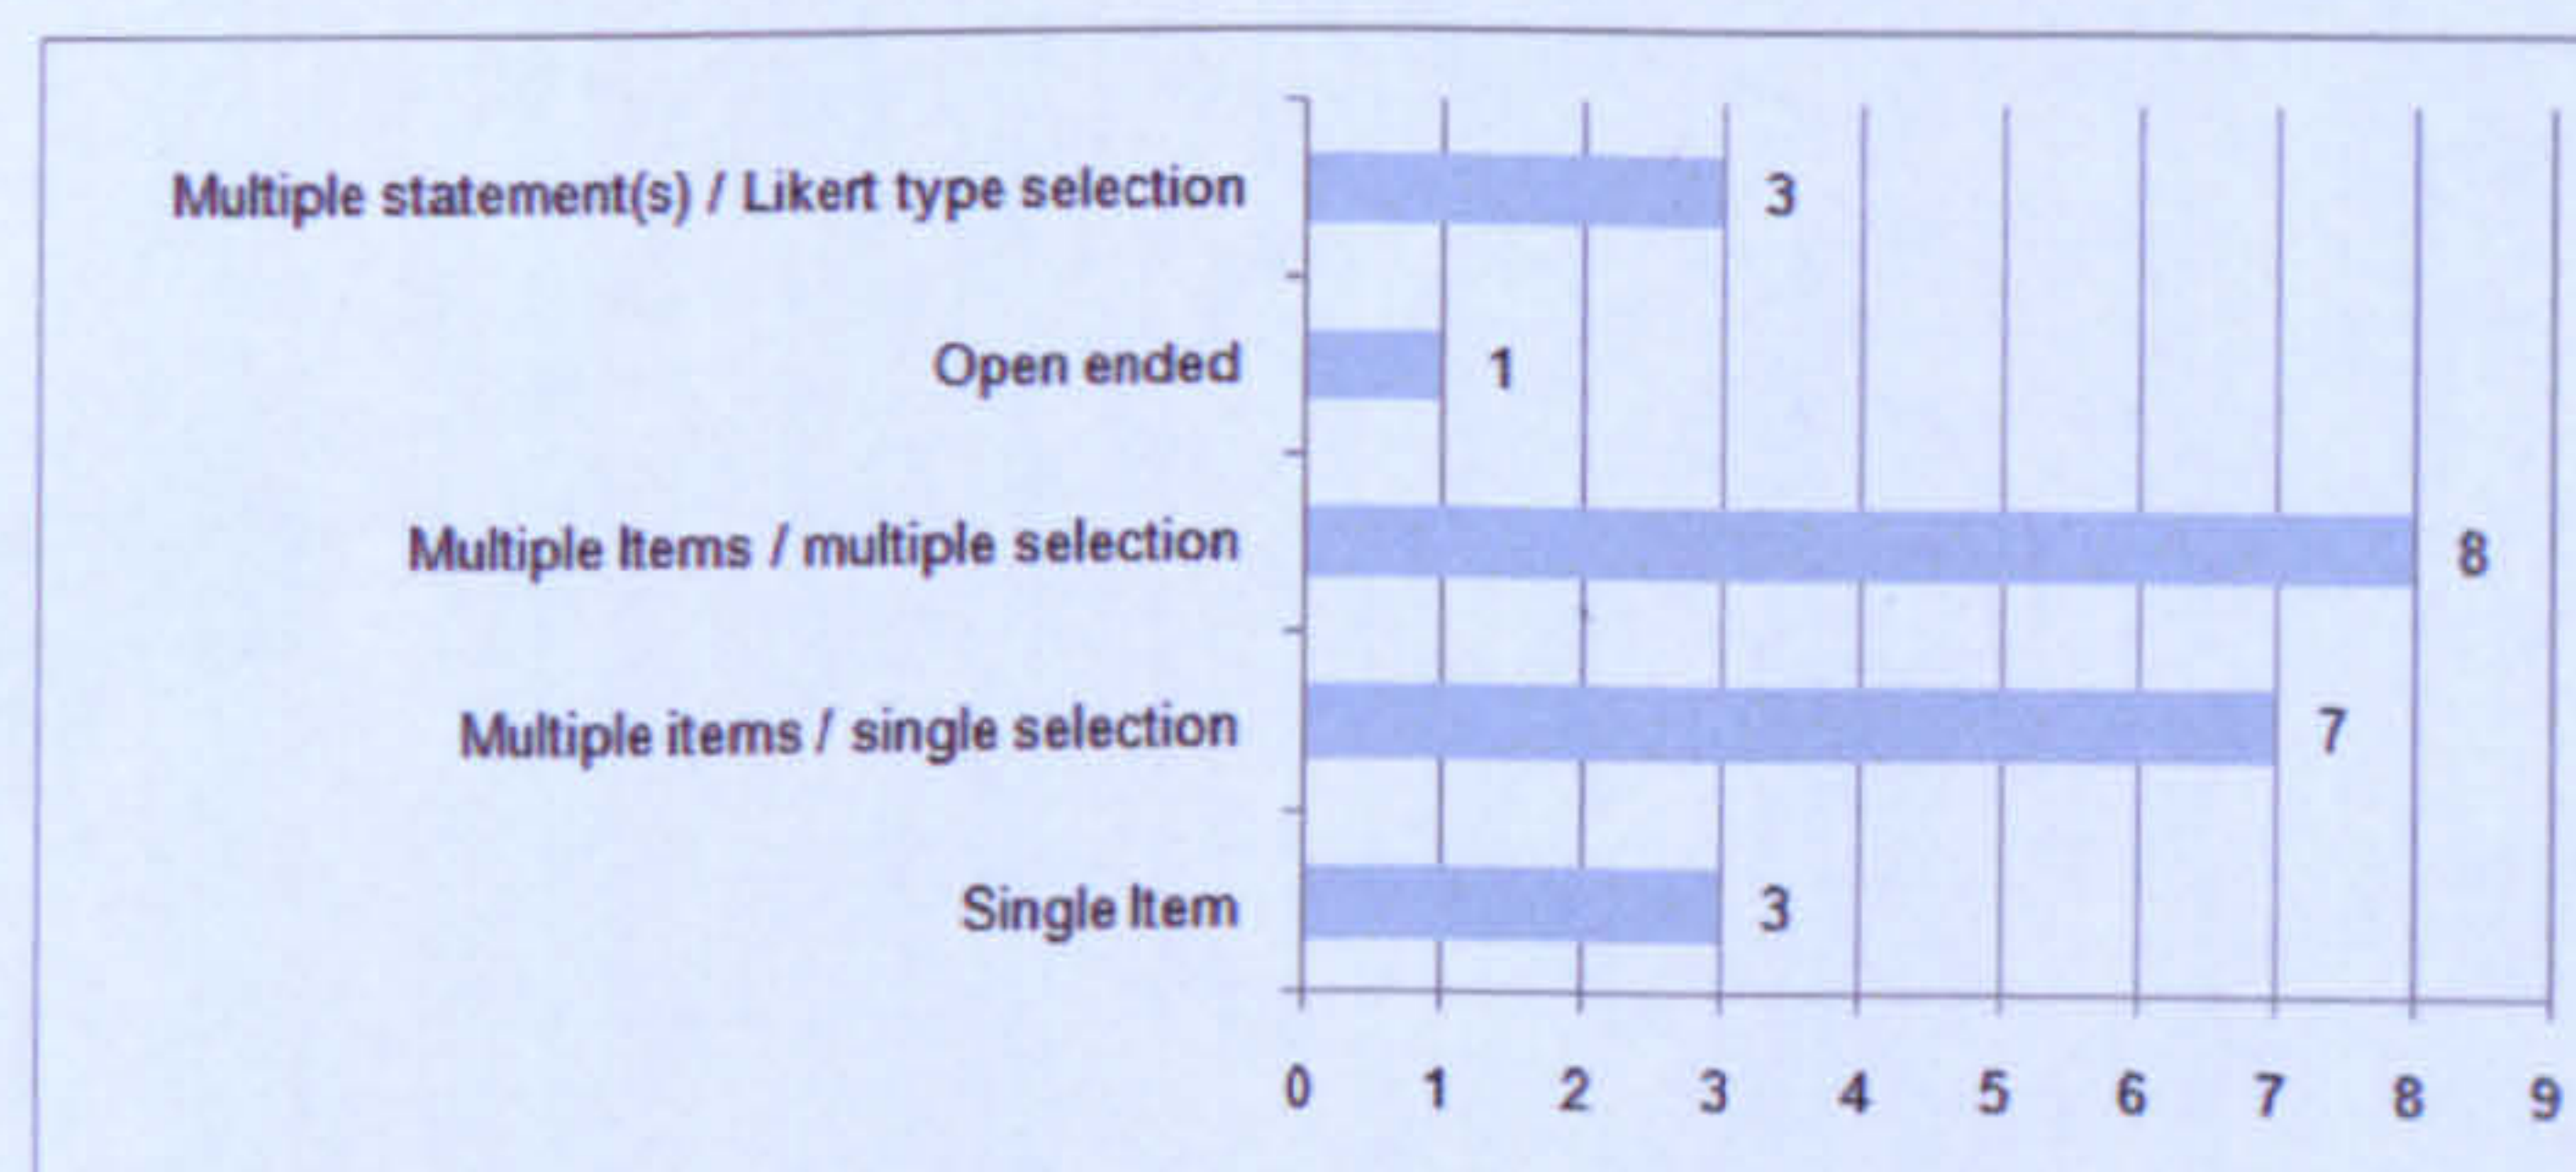 Multiple statement(s) / Likert type selection 3
Open ended 1
Multiple Items / multiple selection 8
Multiple items / single selection 7
Single Item 3
0 1 2 3 4 5 6 7 8 9